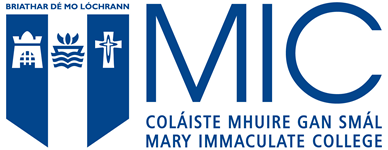 BRIATHAR DÉ MO LÓCHRANN
MIC
COLÁISTE MHUIRE GAN SMÁL
MARY IMMACULATE COLLEGE